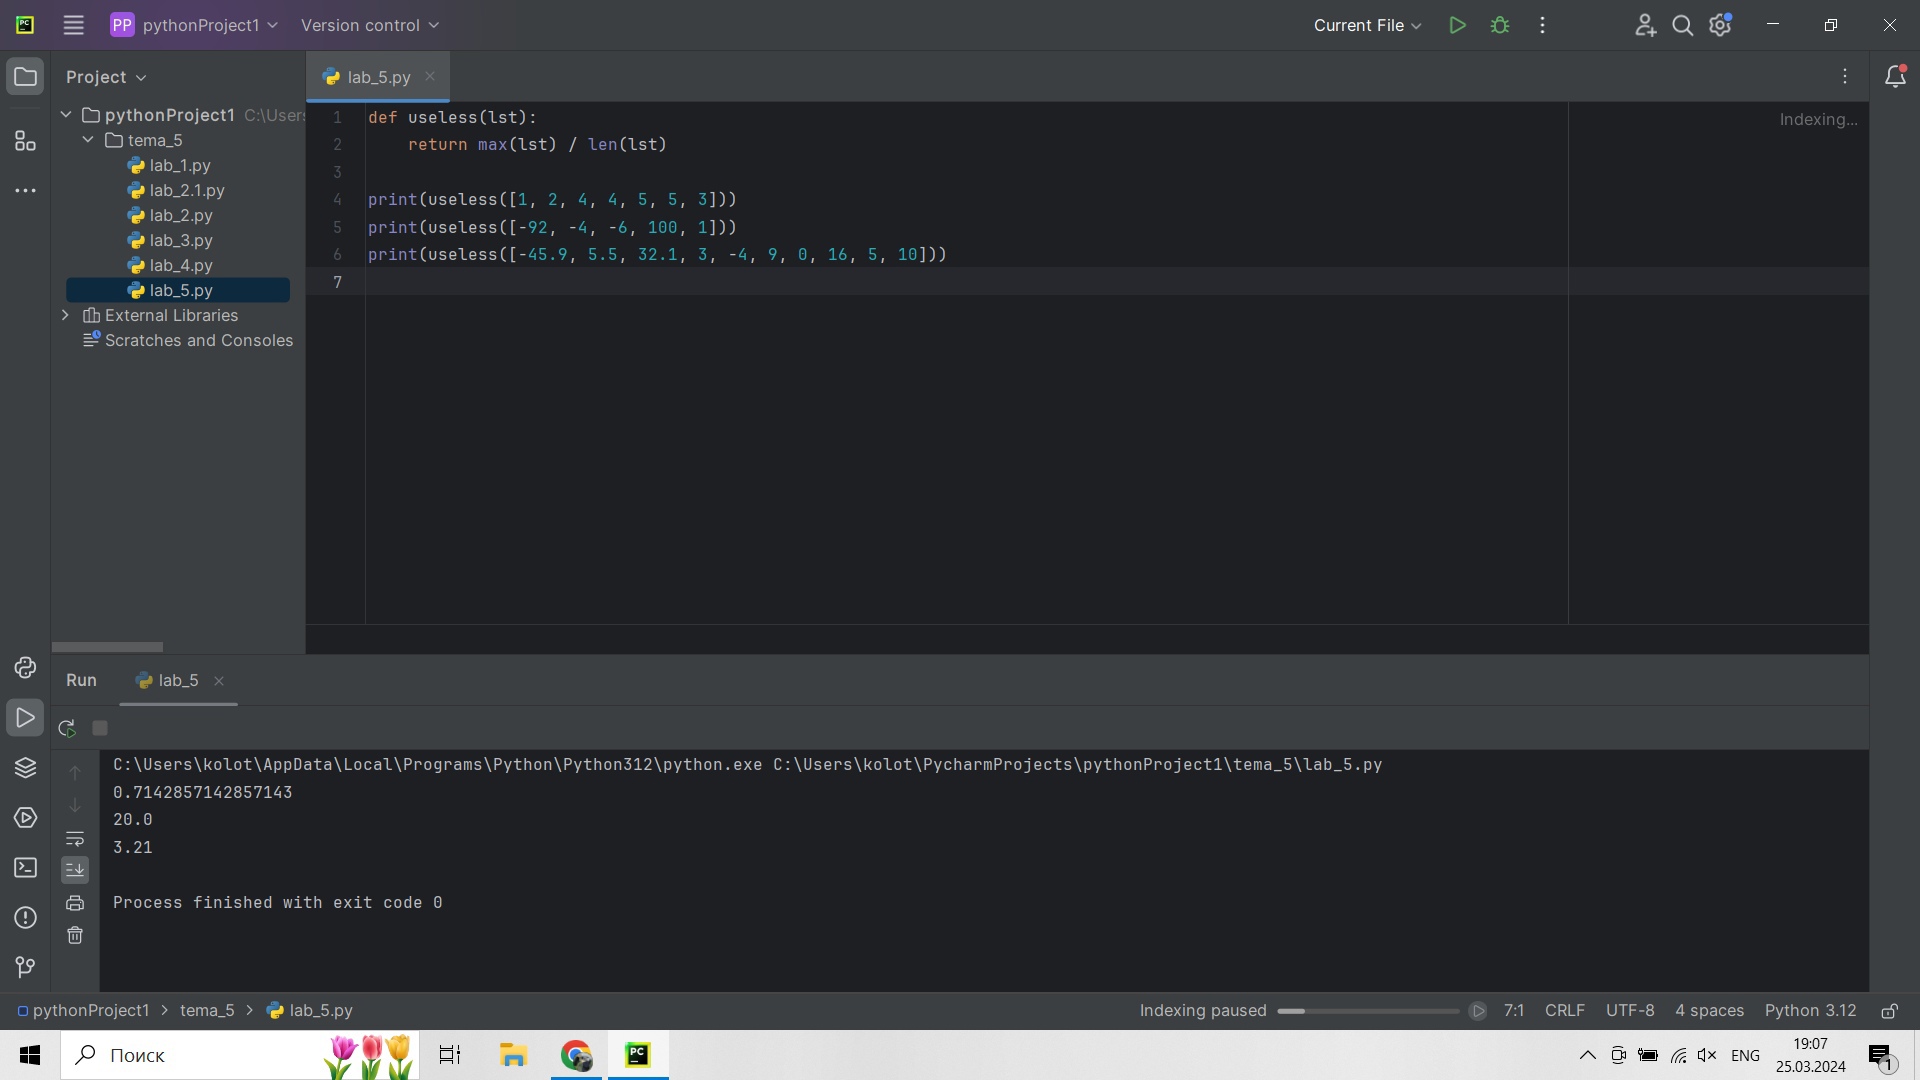 PC
PP pythonProject1
Version control
Current File
Project
lab_5.py
pythonProject1 C:\Users
tema_5
lab_1.py
lab_2.1.py
lab_2.py
lab_3.py
lab_4.py
lab_5.py
External Libraries
Scratches and Consoles
1 def useless(lst):
2     return max(lst) / len(lst)
3
4 print(useless([1, 2, 4, 4, 5, 5, 3]))
5 print(useless([-92, -4, -6, 100, 1]))
6 print(useless([-45.9, 5.5, 32.1, 3, -4, 9, 0, 16, 5, 10]))
7
Indexing...
Run
lab_5
C:\Users\kolot\AppData\Local\Programs\Python\Python312\python.exe C:\Users\kolot\PycharmProjects\pythonProject1\tema_5\lab_5.py
0.7142857142857143
20.0
3.21
Process finished with exit code 0
pythonProject1 > tema_5 > lab_5.py
Indexing paused
7:1 CRLF UTF-8 4 spaces Python 3.12
Поиск
PC
ENG
19:07
25.03.2024
1